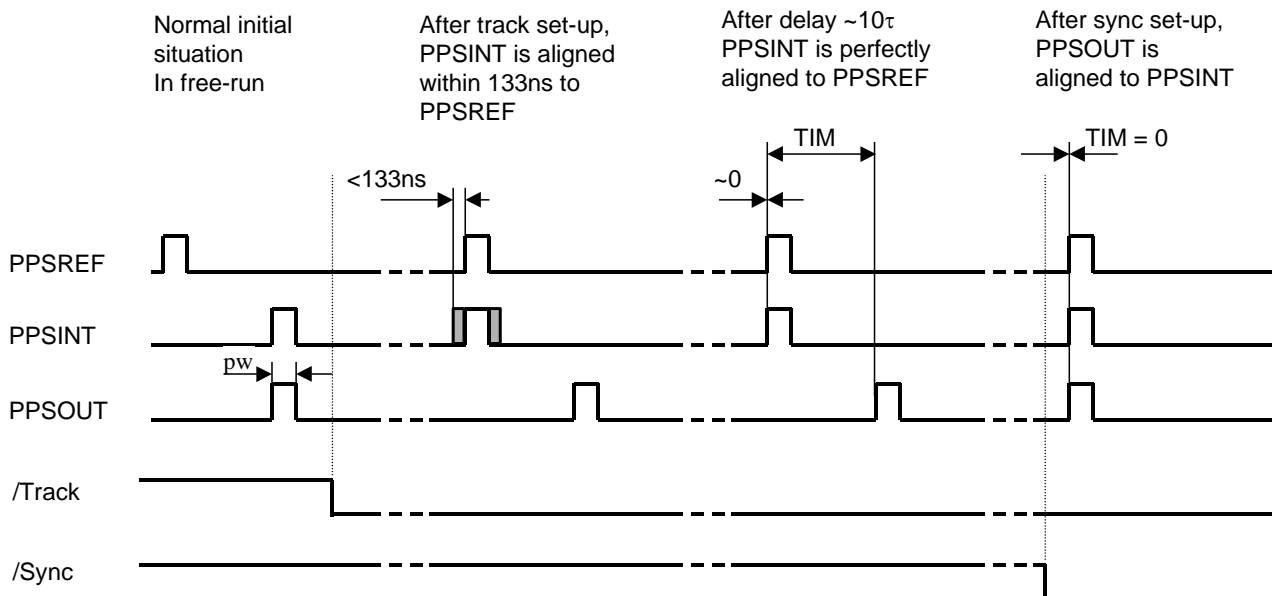 Normal initial
situation
In free-run
After track set-up,
PPSINT is aligned
within 133ns to
PPSREF
After delay ~10τ
PPSINT is perfectly
aligned to PPSREF
After sync set-up,
PPSOUT is
aligned to PPSINT
TIM
TIM = 0
<133ns
~0
PPSREF
PPSINT
pw
PPSOUT
/Track
/Sync